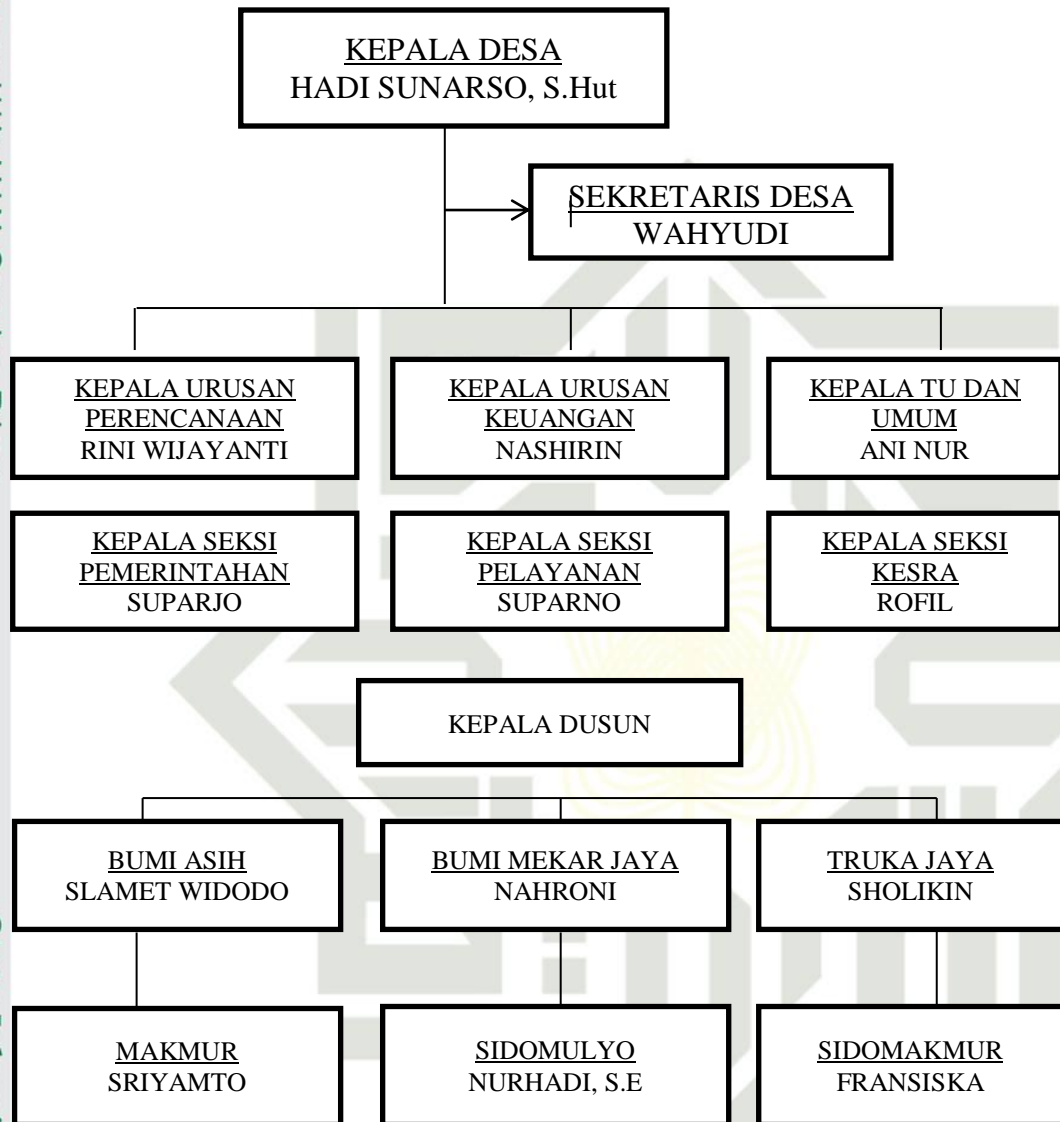 KEPALA DESA
HADI SUNARSO, S.Hut
SEKRETARIS DESA
WAHYUDI
KEPALA URUSAN
PERENCANAAN
RINI WIJAYANTI
KEPALA URUSAN
KEUANGAN
NASHIRIN
KEPALA TU DAN
UMUM
ANI NUR
KEPALA SEKSI
PEMERINTAHAN
SUPARJO
KEPALA SEKSI
PELAYANAN
SUPARNO
KEPALA SEKSI
KESRA
ROFIL
KEPALA DUSUN
BUMI ASIH
SLAMET WIDODO
BUMI MEKAR JAYA
NAHRONI
TRUKA JAYA
SHOLIKIN
MAKMUR
SRIYAMTO
SIDOMULYO
NURHADI, S.E
SIDOMAKMUR
FRANSISKA